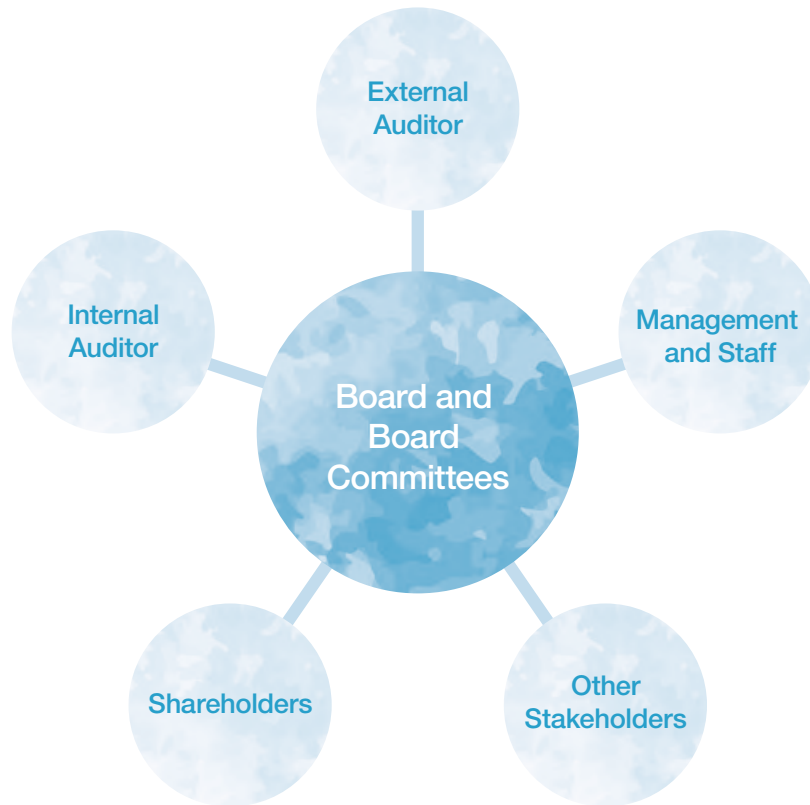 External
Auditor
Internal
Auditor
Management
and Staff
Board and
Board
Committees
Shareholders
Other
Stakeholders